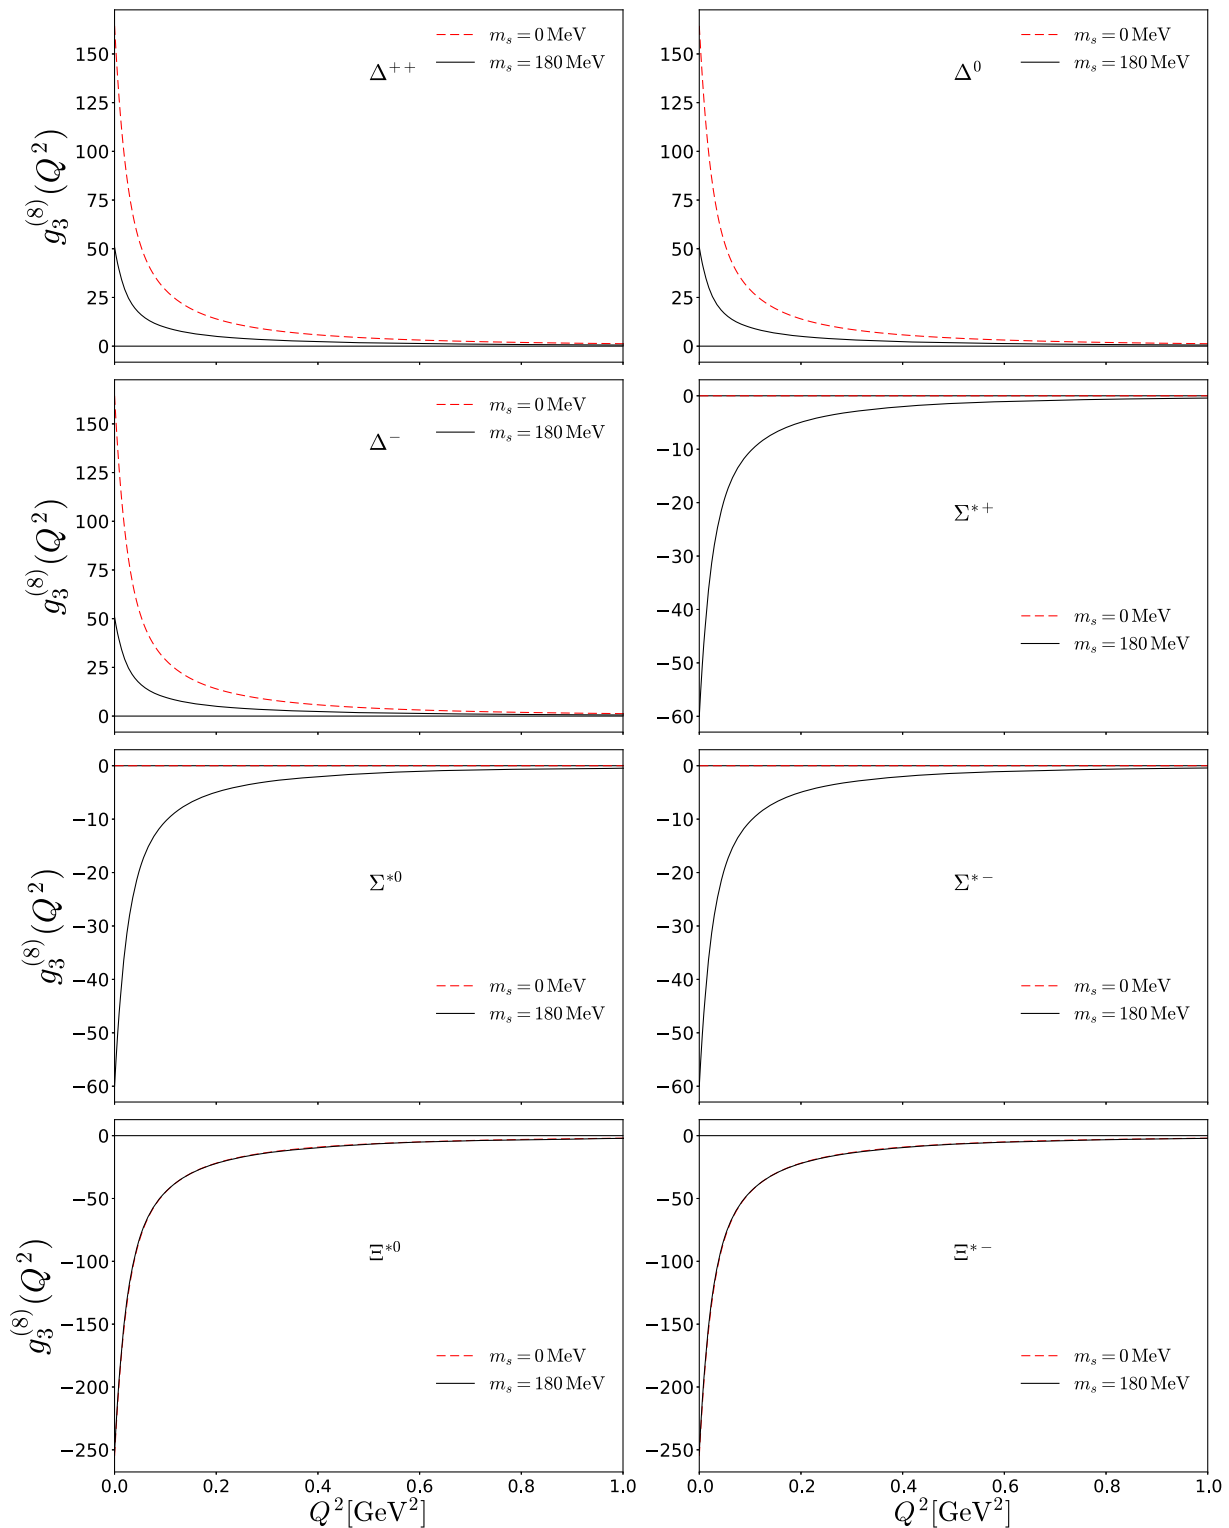 m_s = 0 MeV
m_s = 180 MeV
Δ^{++}
g_3^{(8)}(Q^2)
150
125
100
75
50
25
0
m_s = 0 MeV
m_s = 180 MeV
Δ^0
150
125
100
75
50
25
0
m_s = 0 MeV
m_s = 180 MeV
Δ^−
g_3^{(8)}(Q^2)
150
125
100
75
50
25
0
Σ^{*+}
m_s = 0 MeV
m_s = 180 MeV
0
−10
−20
−30
−40
−50
−60
Σ^{*0}
m_s = 0 MeV
m_s = 180 MeV
g_3^{(8)}(Q^2)
0
−10
−20
−30
−40
−50
−60
Σ^{*−}
m_s = 0 MeV
m_s = 180 MeV
0
−10
−20
−30
−40
−50
−60
Ξ^{*0}
m_s = 0 MeV
m_s = 180 MeV
g_3^{(8)}(Q^2)
0
−50
−100
−150
−200
−250
0.0 0.2 0.4 0.6 0.8 1.0
Q^2[GeV^2]
Ξ^{*−}
m_s = 0 MeV
m_s = 180 MeV
0
−50
−100
−150
−200
−250
0.0 0.2 0.4 0.6 0.8 1.0
Q^2[GeV^2]